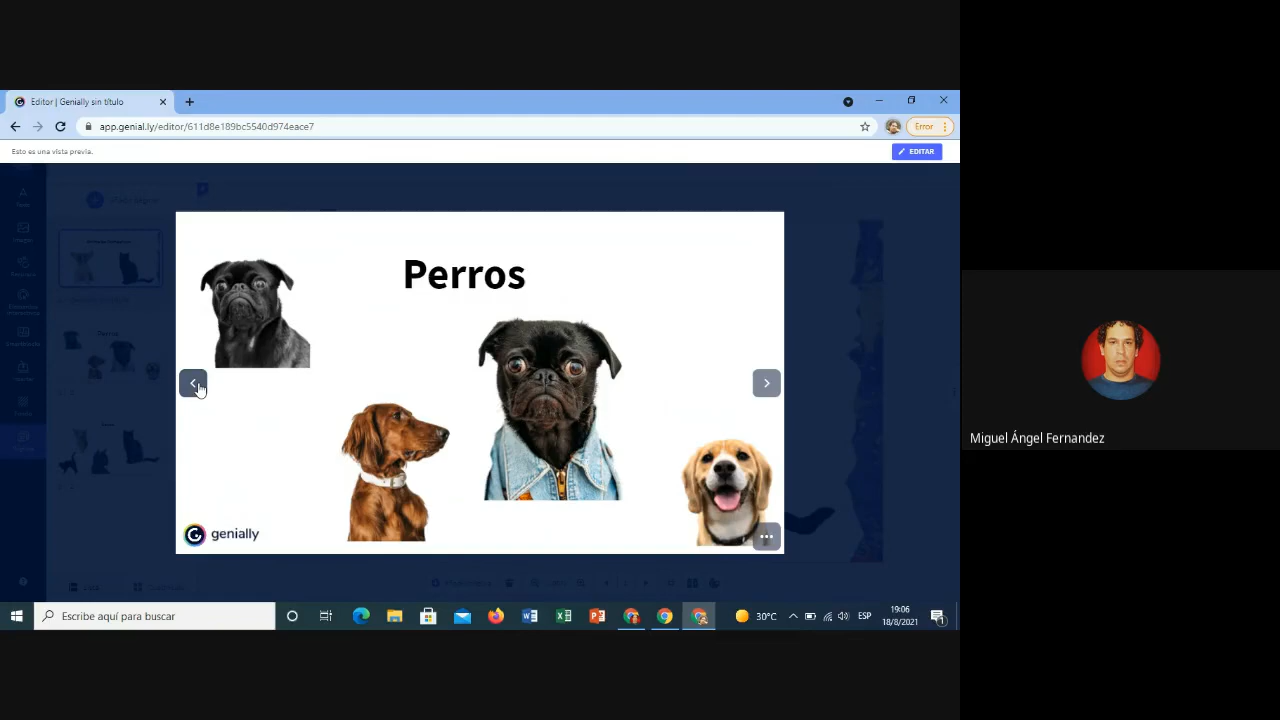 Editor | Genially sin título
app.genial.ly/editor/611d8e189bc5540d974eace7
Error
Esto es una vista previa.
EDITAR
Perros
genially
Miguel Ángel Fernandez
Escribe aquí para buscar
30°C
ESP
19:06
18/8/2021